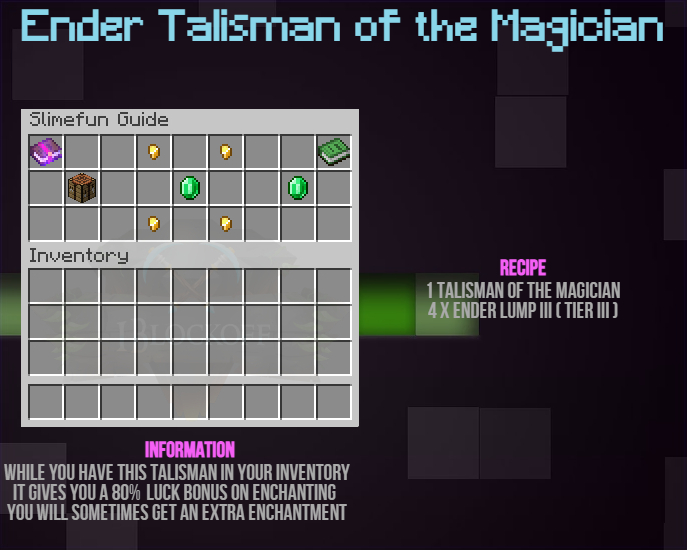 Ender Talisman of the Magician
Slimefun Guide
Inventory
IBLOCKOFF
RECIPE
1 TALISMAN OF THE MAGICIAN
4 X ENDER LUMP III ( TIER III )
INFORMATION
WHILE YOU HAVE THIS TALISMAN IN YOUR INVENTORY
IT GIVES YOU A 80% LUCK BONUS ON ENCHANTING
YOU WILL SOMETIMES GET AN EXTRA ENCHANTMENT